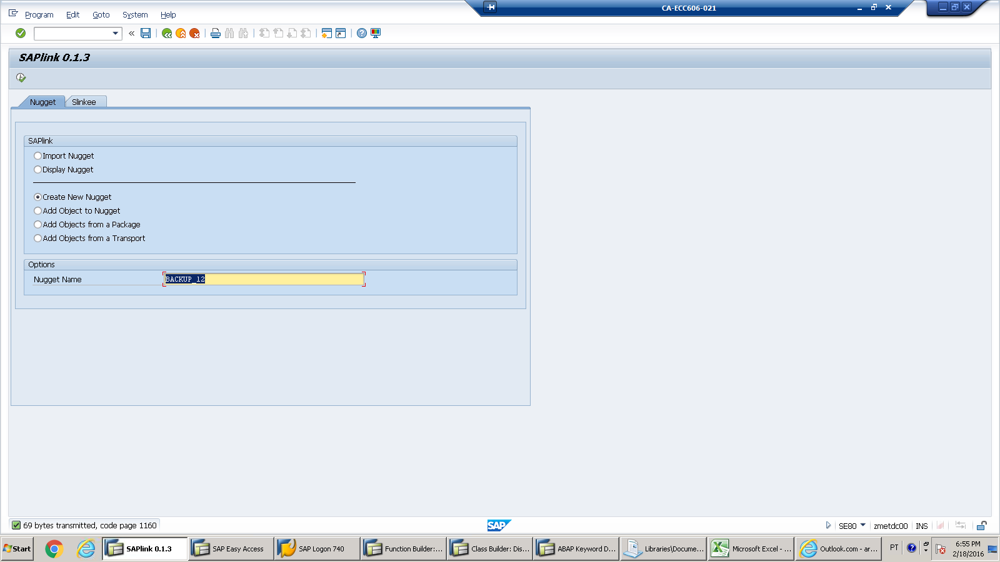 CA-ECC606-021
Program Edit Goto System Help
SAPlink 0.1.3
Nugget Slinkee
SAPlink
Import Nugget
Display Nugget
Create New Nugget
Add Object to Nugget
Add Objects from a Package
Add Objects from a Transport
Options
Nugget Name BACKUP_12
69 bytes transmitted, code page 1160
SAP
SE80 zmetdc00 INS
Start
SAPlink 0.1.3
SAP Easy Access
SAP Logon 740
Function Builder:...
Class Builder: Dis...
ABAP Keyword D...
Libraries\Docume...
Microsoft Excel - ...
Outlook.com - ar...
PT
6:55 PM
2/18/2016